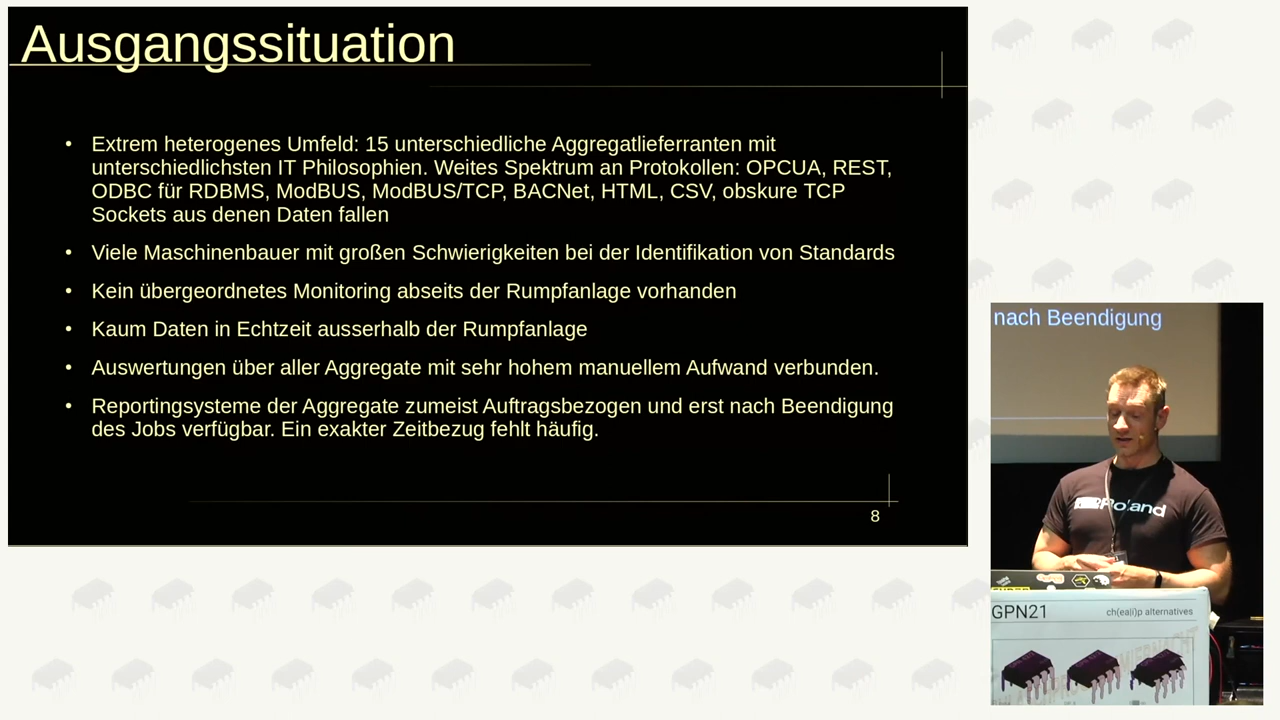 Ausgangssituation
• Extrem heterogenes Umfeld: 15 unterschiedliche Aggregatlieferranten mit
unterschiedlichsten IT Philosophien. Weites Spektrum an Protokollen: OPCUA, REST,
ODBC für RDBMS, ModBUS, ModBUS/TCP, BACNet, HTML, CSV, obskure TCP
Sockets aus denen Daten fallen
• Viele Maschinenbauer mit großen Schwierigkeiten bei der Identifikation von Standards
• Kein übergeordnetes Monitoring abseits der Rumpfanlage vorhanden
• Kaum Daten in Echtzeit ausserhalb der Rumpfanlage
• Auswertungen über aller Aggregate mit sehr hohem manuellem Aufwand verbunden.
• Reportingsysteme der Aggregate zumeist Auftragsbezogen und erst nach Beendigung
des Jobs verfügbar. Ein exakter Zeitbezug fehlt häufig.
8
nach Beendigung
Roland
GPN21
ch(ea|i)p alternatives